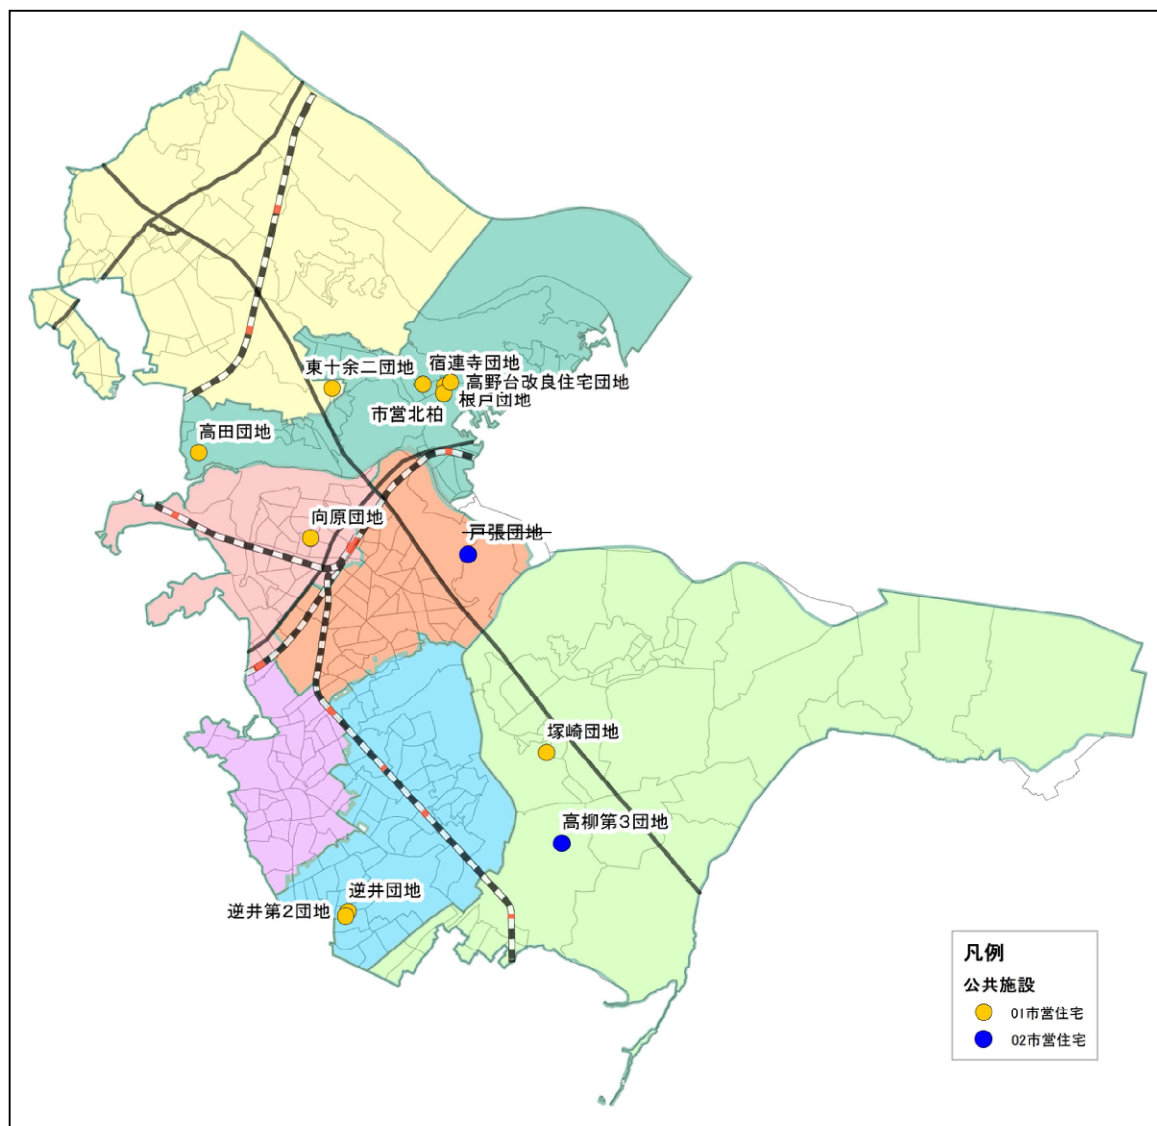 東十余二団地
宿連寺団地
高野台改良住宅団地
根戸団地
市営北柏
高田団地
向原団地
戸張団地
塚崎団地
高柳第3団地
逆井団地
逆井第2団地
凡例
公共施設
01市営住宅
02市営住宅